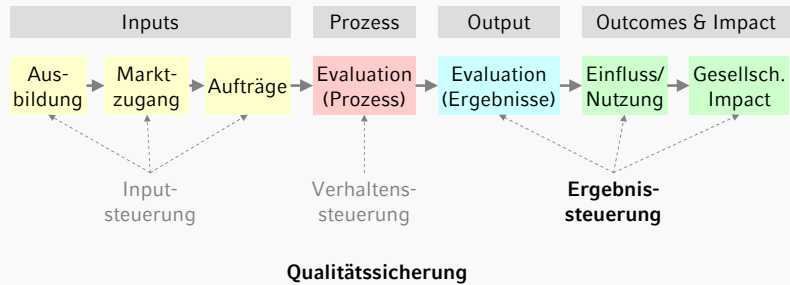 Inputs Prozess Output Outcomes & Impact
Aus- Markt- Aufträge Evaluation Evaluation Einfluss/ Gesellsch.
bildung zugang (Prozess) (Ergebnisse) Nutzung Impact
Input- Verhaltens- Ergebnis-
steuerung steuerung steuerung
Qualitätssicherung